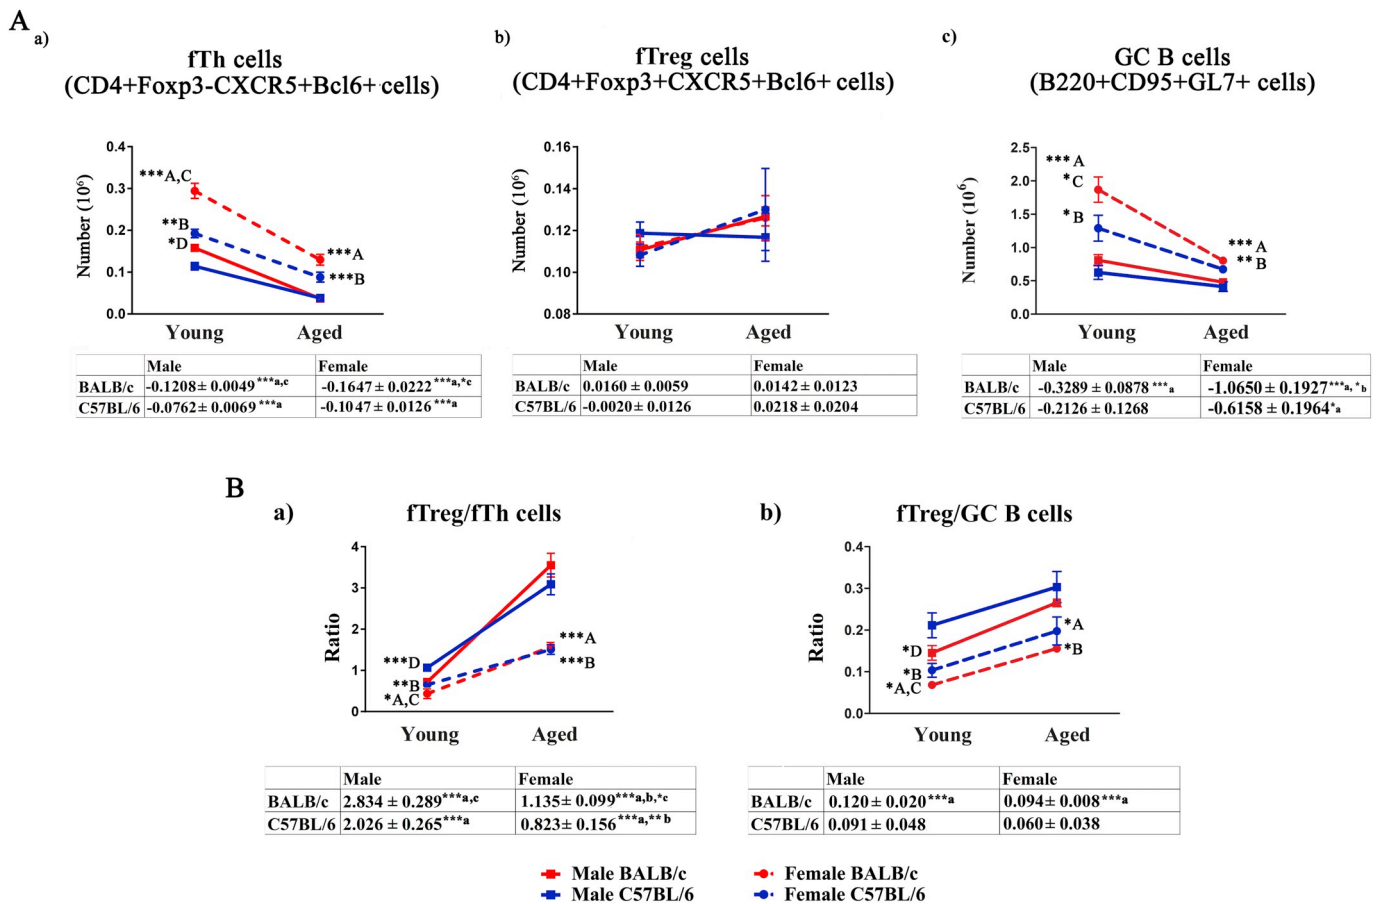 A
a)
fTh cells
(CD4+Foxp3-CXCR5+Bcl6+ cells)
Number (10⁶)
0.4
0.3
0.2
0.1
0.0
***A,C
**B
*D
***A
***B
Young Aged
Male Female
BALB/c -0.1208± 0.0049 ***a,c -0.1647± 0.0222 ***a,*c
C57BL/6 -0.0762± 0.0069 ***a -0.1047± 0.0126 ***a
b)
fTreg cells
(CD4+Foxp3+CXCR5+Bcl6+ cells)
Number (10⁶)
0.16
0.14
0.12
0.10
0.08
Young Aged
Male Female
BALB/c 0.0160 ± 0.0059 0.0142 ± 0.0123
C57BL/6 -0.0020 ± 0.0126 0.0218 ± 0.0204
c)
GC B cells
(B220+CD95+GL7+ cells)
Number (10⁶)
2.5
2.0
1.5
1.0
0.5
0.0
***A
*C
*B
***A
**B
Young Aged
Male Female
BALB/c -0.3289 ± 0.0878 ***a -1.0650 ± 0.1927***a, *b
C57BL/6 -0.2126 ± 0.1268 -0.6158 ± 0.1964*a
B
a)
fTreg/fTh cells
Ratio
4
3
2
1
0
***D
**B
*A,C
***A
***B
Young Aged
Male Female
BALB/c 2.834 ± 0.289***a,c 1.135± 0.099***a,b,*c
C57BL/6 2.026 ± 0.265***a 0.823± 0.156***a,** b
b)
fTreg/GC B cells
Ratio
0.4
0.3
0.2
0.1
0.0
*D
*B
*A,C
*A
*B
Young Aged
Male Female
BALB/c 0.120 ± 0.020 ***a 0.094± 0.008 ***a
C57BL/6 0.091 ± 0.048 0.060 ± 0.038
Male BALB/c Female BALB/c
Male C57BL/6 Female C57BL/6